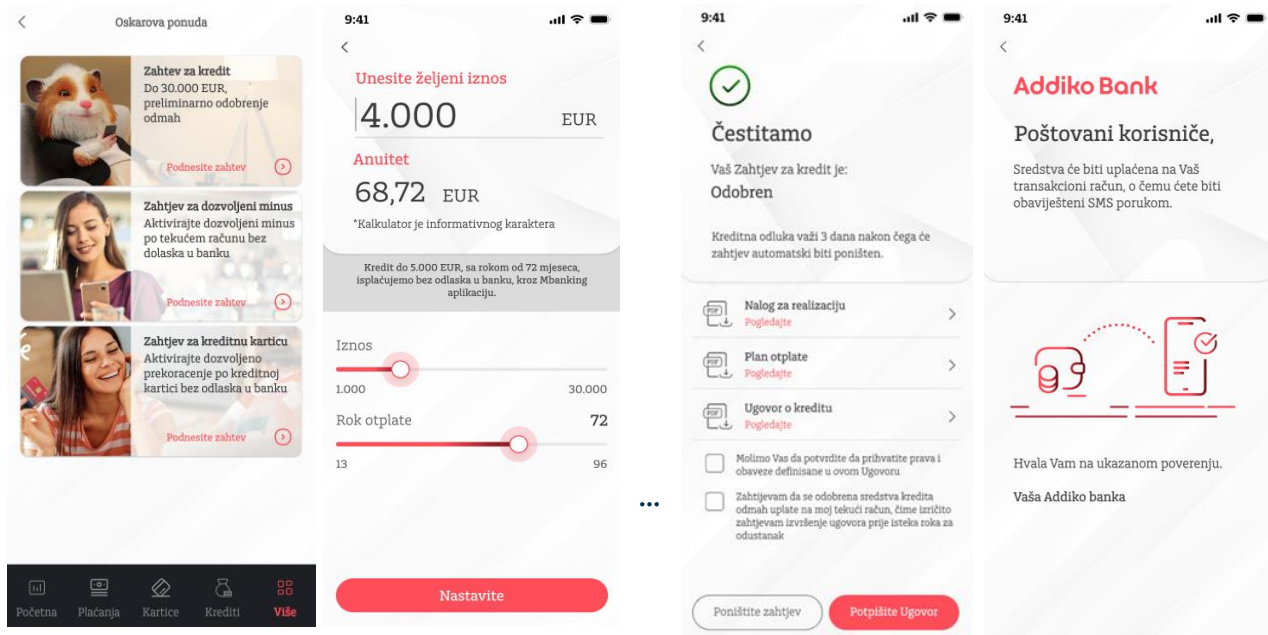 Oskarova ponuda
Zahtev za kredit
Do 30.000 EUR,
preliminarno odobrenje
odmah
Podnesite zahtev
Zahtjev za dozvoljeni minus
Aktivirajte dozvoljeni minus
po tekućem računu bez
dolaska u banku
Podnesite zahtev
Zahtjev za kreditnu karticu
Aktivirajte dozvoljeno
prekoracenje po kreditnoj
kartici bez odlaska u banku
Podnesite zahtev
Početna
Plaćanja
Kartice
Krediti
Više
9:41
Unesite željeni iznos
4.000 EUR
Anuitet
68,72 EUR
*Kalkulator je informativnog karaktera
Kredit do 5.000 EUR, sa rokom od 72 mjeseca,
isplaćujemo bez odlaska u banku, kroz Mbanking
aplikaciju.
Iznos
1.000 30.000
Rok otplate 72
13 96
Nastavite
...
9:41
Čestitamo
Vaš Zahtjev za kredit je:
Odobren
Kreditna odluka važi 3 dana nakon čega će
zahtjev automatski biti poništen.
PDF
Nalog za realizaciju
Pogledajte
PDF
Plan otplate
Pogledajte
PDF
Ugovor o kreditu
Pogledajte
Molimo Vas da potvrdite da prihvatite prava i
obaveze definisane u ovom Ugovoru
Zahtijevam da se odobrena sredstva kredita
odmah uplate na moj tekući račun, čime izričito
zahtjevam izvršenje ugovora prije isteka roka za
odustanak
Poništite zahtjev
Potpišite Ugovor
9:41
Addiko Bank
Poštovani korisniče,
Sredstva će biti uplaćena na Vaš
transakcioni račun, o čemu ćete biti
obaviješteni SMS porukom.
Hvala Vam na ukazanom poverenju.
Vaša Addiko banka